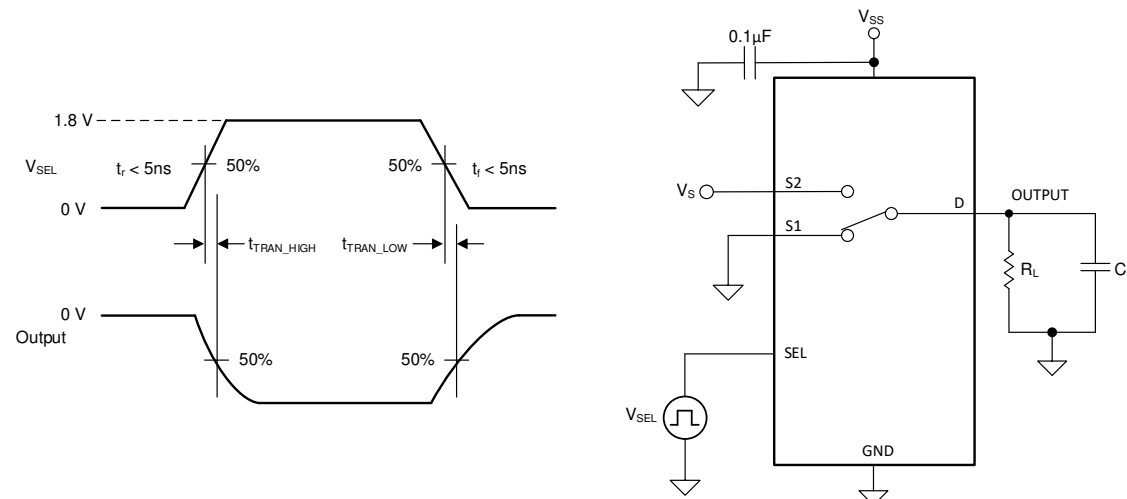 1.8 V
V_SEL
t_r < 5ns
50%
50%
t_f < 5ns
0 V
t_TRAN_HIGH
t_TRAN_LOW
0 V
Output
50%
50%
V_SS
0.1µF
V_S
S2
S1
D
OUTPUT
R_L
C
SEL
V_SEL
GND